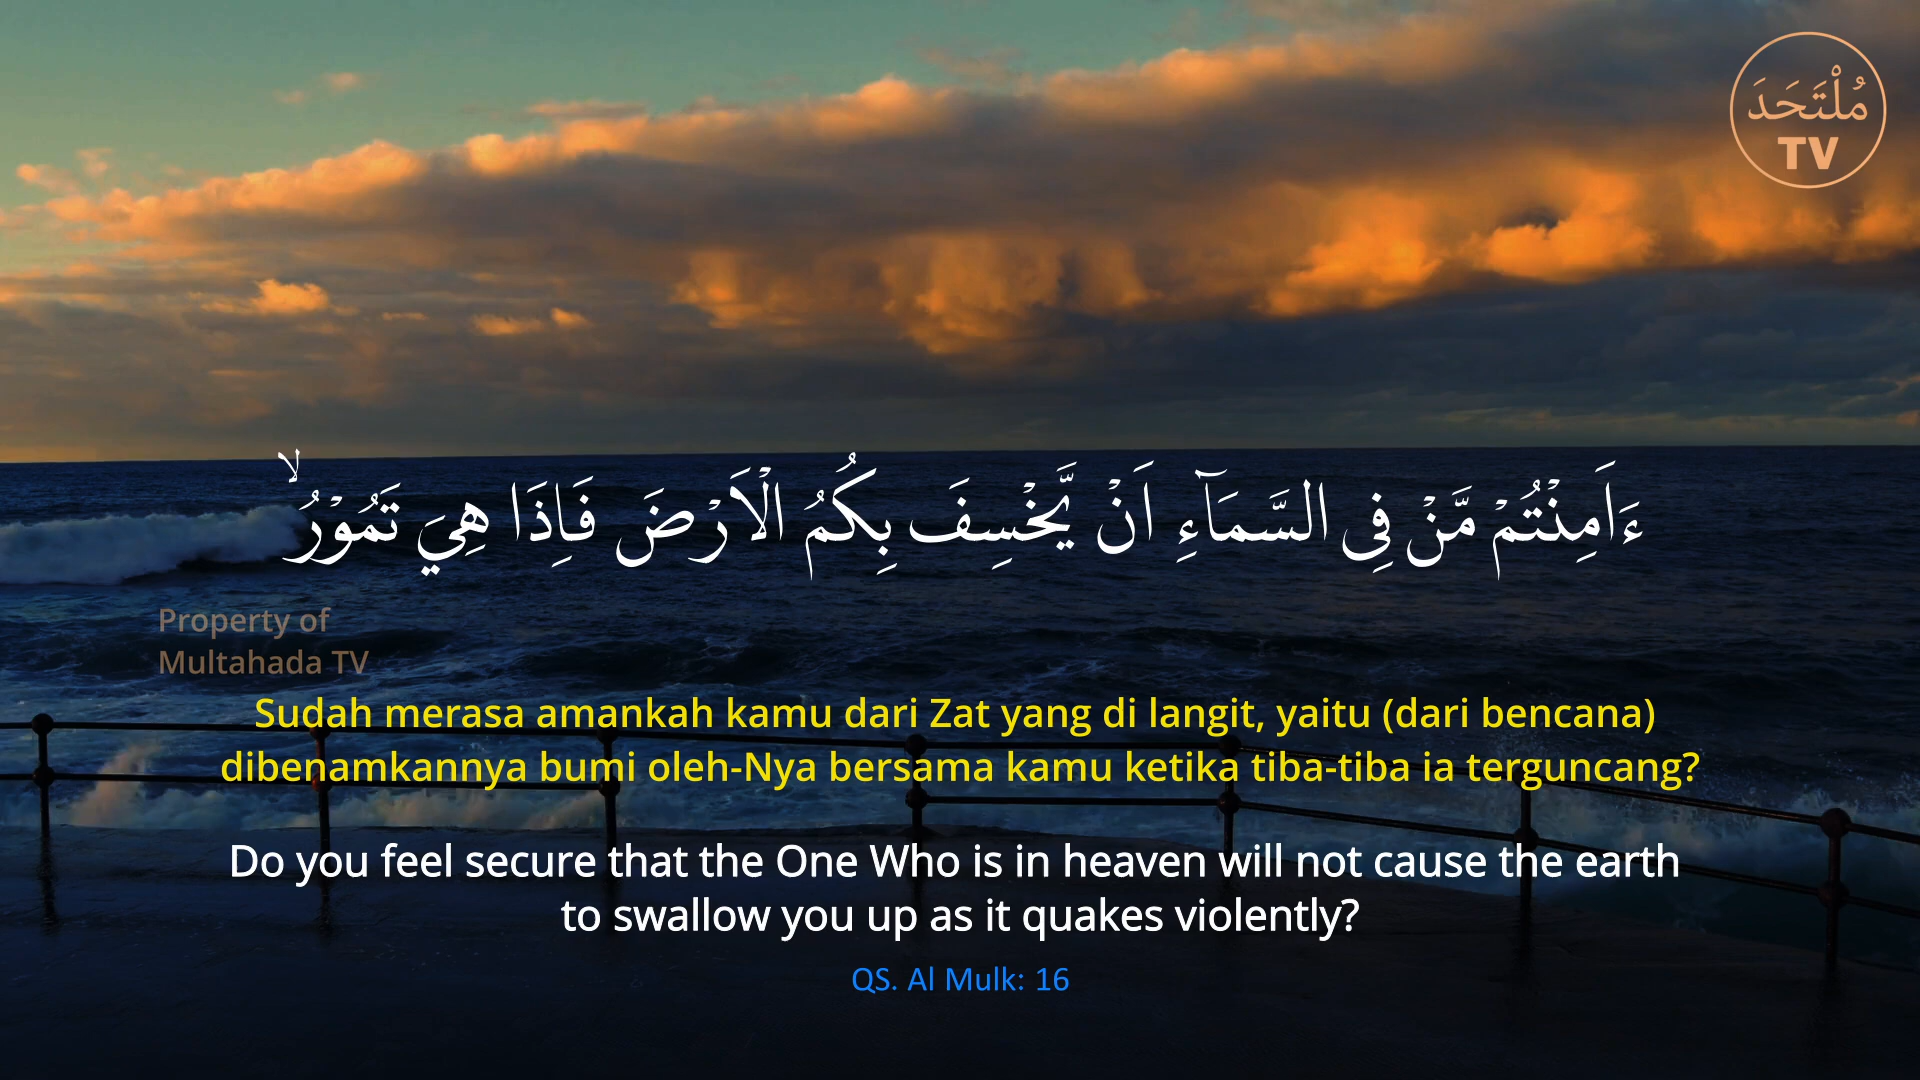 مُلْتَحَدَ
TV
ءَاَمِنْتُمْ مَّنْ فِى السَّمَاۤءِ اَنْ يَّخْسِفَ بِكُمُ الْاَرْضَ فَاِذَا هِيَ تَمُوْرُۙ
Property of
Multahada TV
Sudah merasa amankah kamu dari Zat yang di langit, yaitu (dari bencana)
dibenamkannya bumi oleh-Nya bersama kamu ketika tiba-tiba ia terguncang?
Do you feel secure that the One Who is in heaven will not cause the earth
to swallow you up as it quakes violently?
QS. Al Mulk: 16